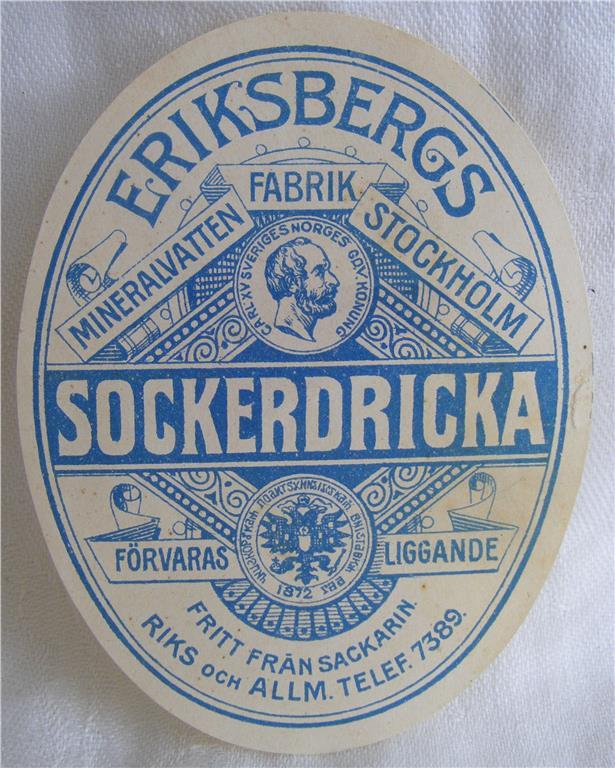 ERIKSBERGS
MINERALVATTEN
FABRIK
STOCKHOLM
CARL XV SVERIGES NORGES GÖV. KONUNG
SOCKERDRICKA
1872
FÖRVARAS
LIGGANDE
FRITT FRÅN SACKARIN.
RIKS OCH ALLM. TELEF. 7389.